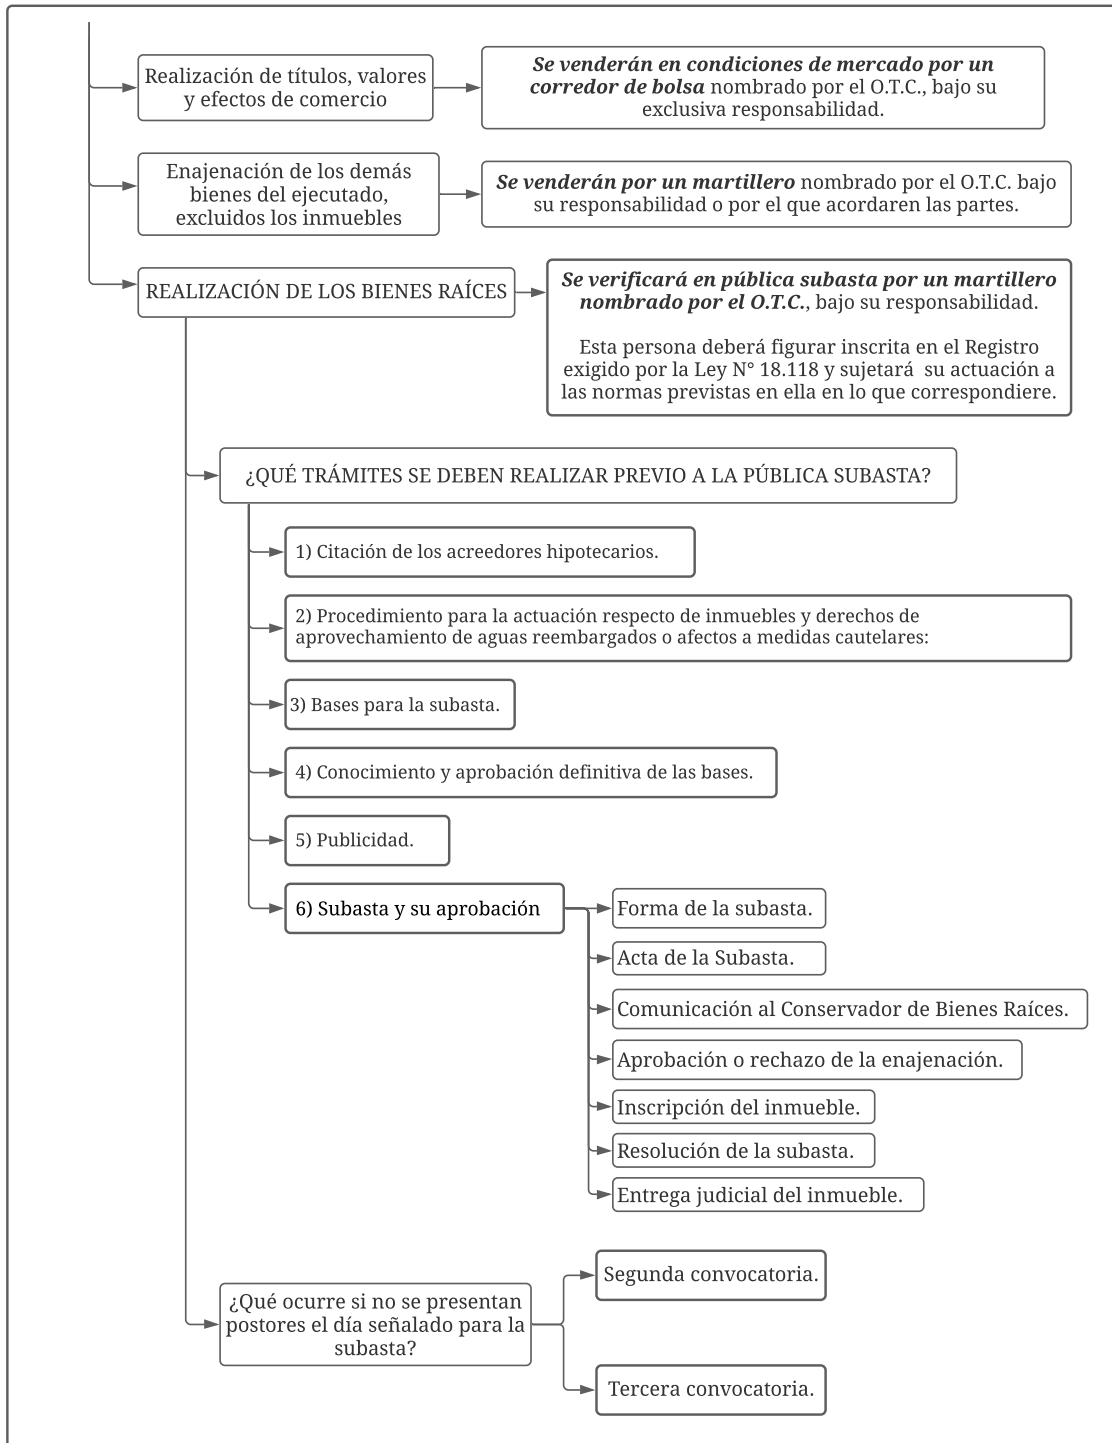 Realización de títulos, valores
y efectos de comercio
Se venderán en condiciones de mercado por un
corredor de bolsa nombrado por el O.T.C., bajo su
exclusiva responsabilidad.
Enajenación de los demás
bienes del ejecutado,
excluidos los inmuebles
Se venderán por un martillero nombrado por el O.T.C. bajo
su responsabilidad o por el que acordaren las partes.
REALIZACIÓN DE LOS BIENES RAÍCES
Se verificará en pública subasta por un martillero
nombrado por el O.T.C., bajo su responsabilidad.
Esta persona deberá figurar inscrita en el Registro
exigido por la Ley N° 18.118 y sujetará su actuación a
las normas previstas en ella en lo que correspondiere.
¿QUÉ TRÁMITES SE DEBEN REALIZAR PREVIO A LA PÚBLICA SUBASTA?
1) Citación de los acreedores hipotecarios.
2) Procedimiento para la actuación respecto de inmuebles y derechos de
aprovechamiento de aguas reembargados o afectos a medidas cautelares:
3) Bases para la subasta.
4) Conocimiento y aprobación definitiva de las bases.
5) Publicidad.
6) Subasta y su aprobación
Forma de la subasta.
Acta de la Subasta.
Comunicación al Conservador de Bienes Raíces.
Aprobación o rechazo de la enajenación.
Inscripción del inmueble.
Resolución de la subasta.
Entrega judicial del inmueble.
¿Qué ocurre si no se presentan
postores el día señalado para la
subasta?
Segunda convocatoria.
Tercera convocatoria.